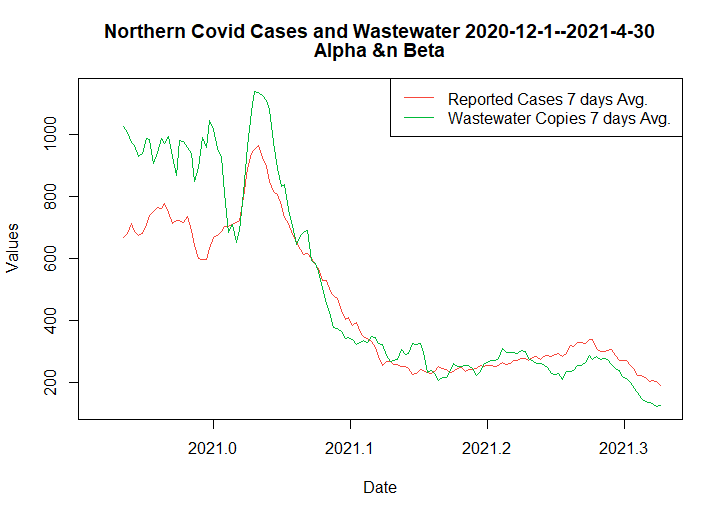 Northern Covid Cases and Wastewater 2020-12-1--2021-4-30
Alpha &n Beta
Reported Cases 7 days Avg.
Wastewater Copies 7 days Avg.
1000
800
600
400
200
Values
2021.0 2021.1 2021.2 2021.3
Date